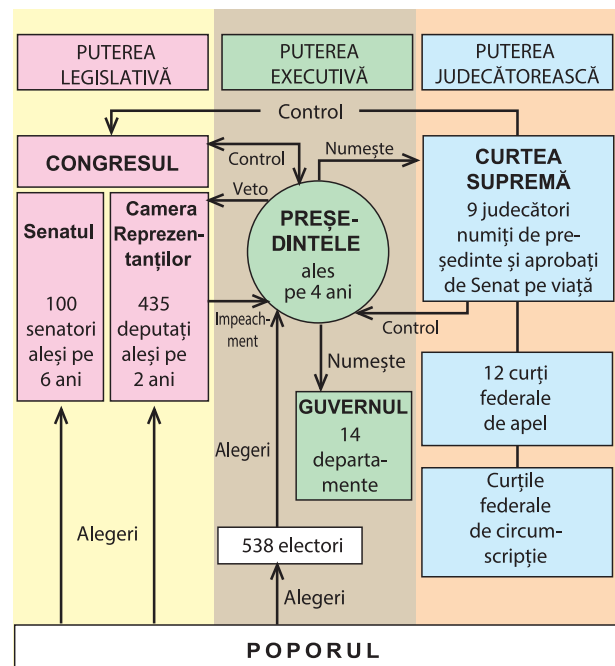 PUTEREA
LEGISLATIVĂ
PUTEREA
EXECUTIVĂ
PUTEREA
JUDECĂTOREASCĂ
Control
CONGRESUL
Control
Numește
CURTEA
SUPREMĂ
9 judecători
numiți de pre-
ședinte și aprobați
de Senat pe viață
Veto
Senatul
100
senatori
aleși pe
6 ani
Camera
Reprezen-
tanților
435
deputați
aleși pe
2 ani
PREȘE-
DINTELE
ales
pe 4 ani
Impeach-
ment
Control
Numește
GUVERNUL
14
departa-
mente
12 curți
federale
de apel
Curțile
federale
de circum-
scripție
Alegeri
Alegeri
538 electori
Alegeri
POPORUL